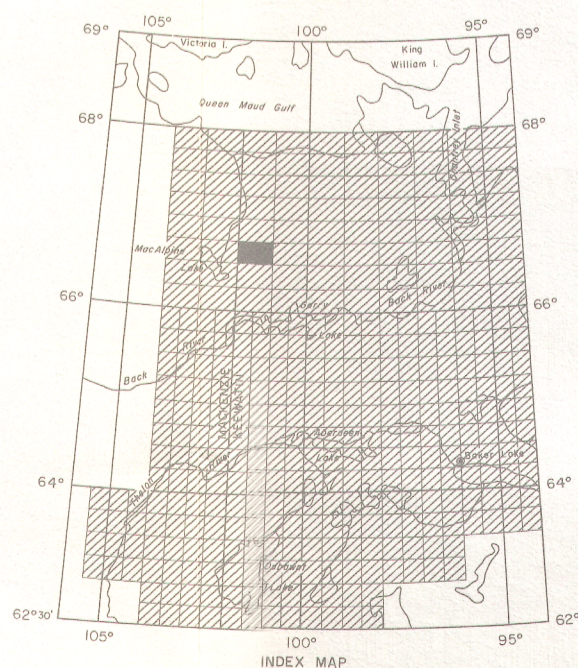 105°
100°
95°
69°
69°
Victoria I.
King
William I.
Queen Maud Gulf
68°
68°
Chantrey Inlet
MacAlpine
Lake
Back River
66°
66°
Garry
Lake
River
Back
MACKENZIE
KEEWATIN
Aberdeen
Lake
Baker Lake
River
Thelon
64°
64°
Dubawnt
Lake
62°30'
62°
105°
100°
95°
INDEX MAP